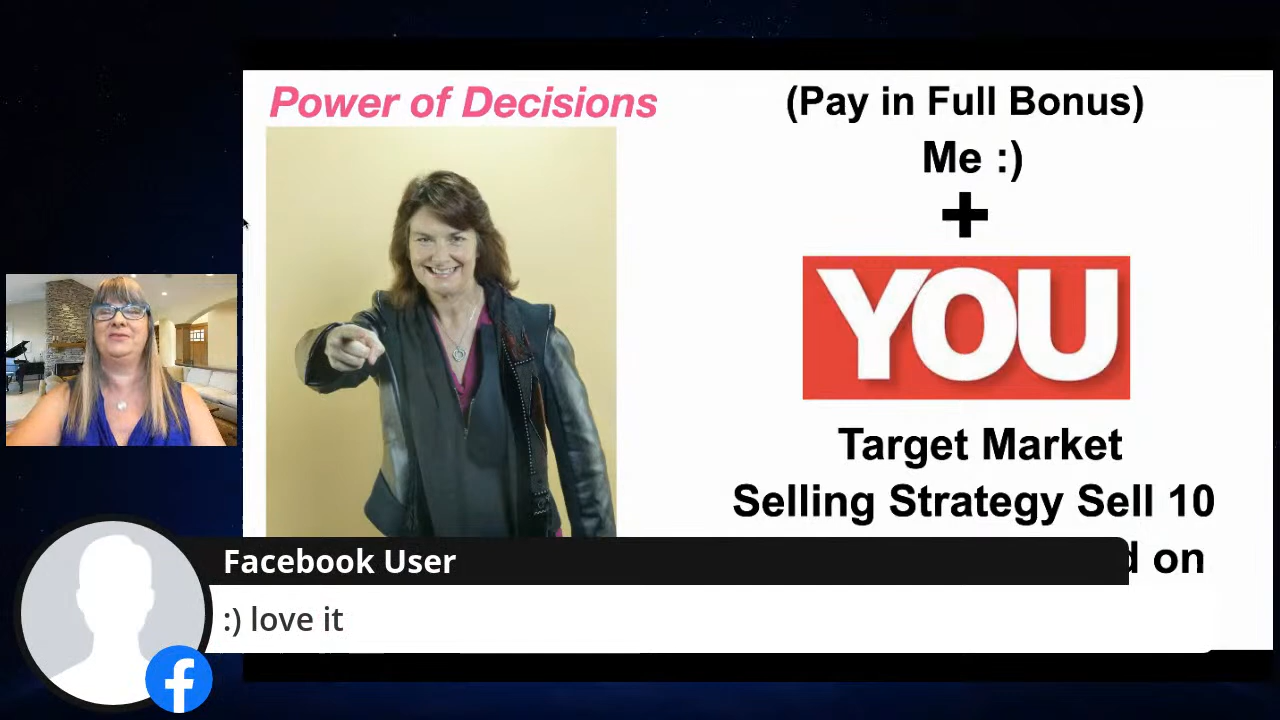 Power of Decisions
(Pay in Full Bonus)
Me :)
+
YOU
Target Market
Selling Strategy Sell 10
on
Facebook User
:) love it